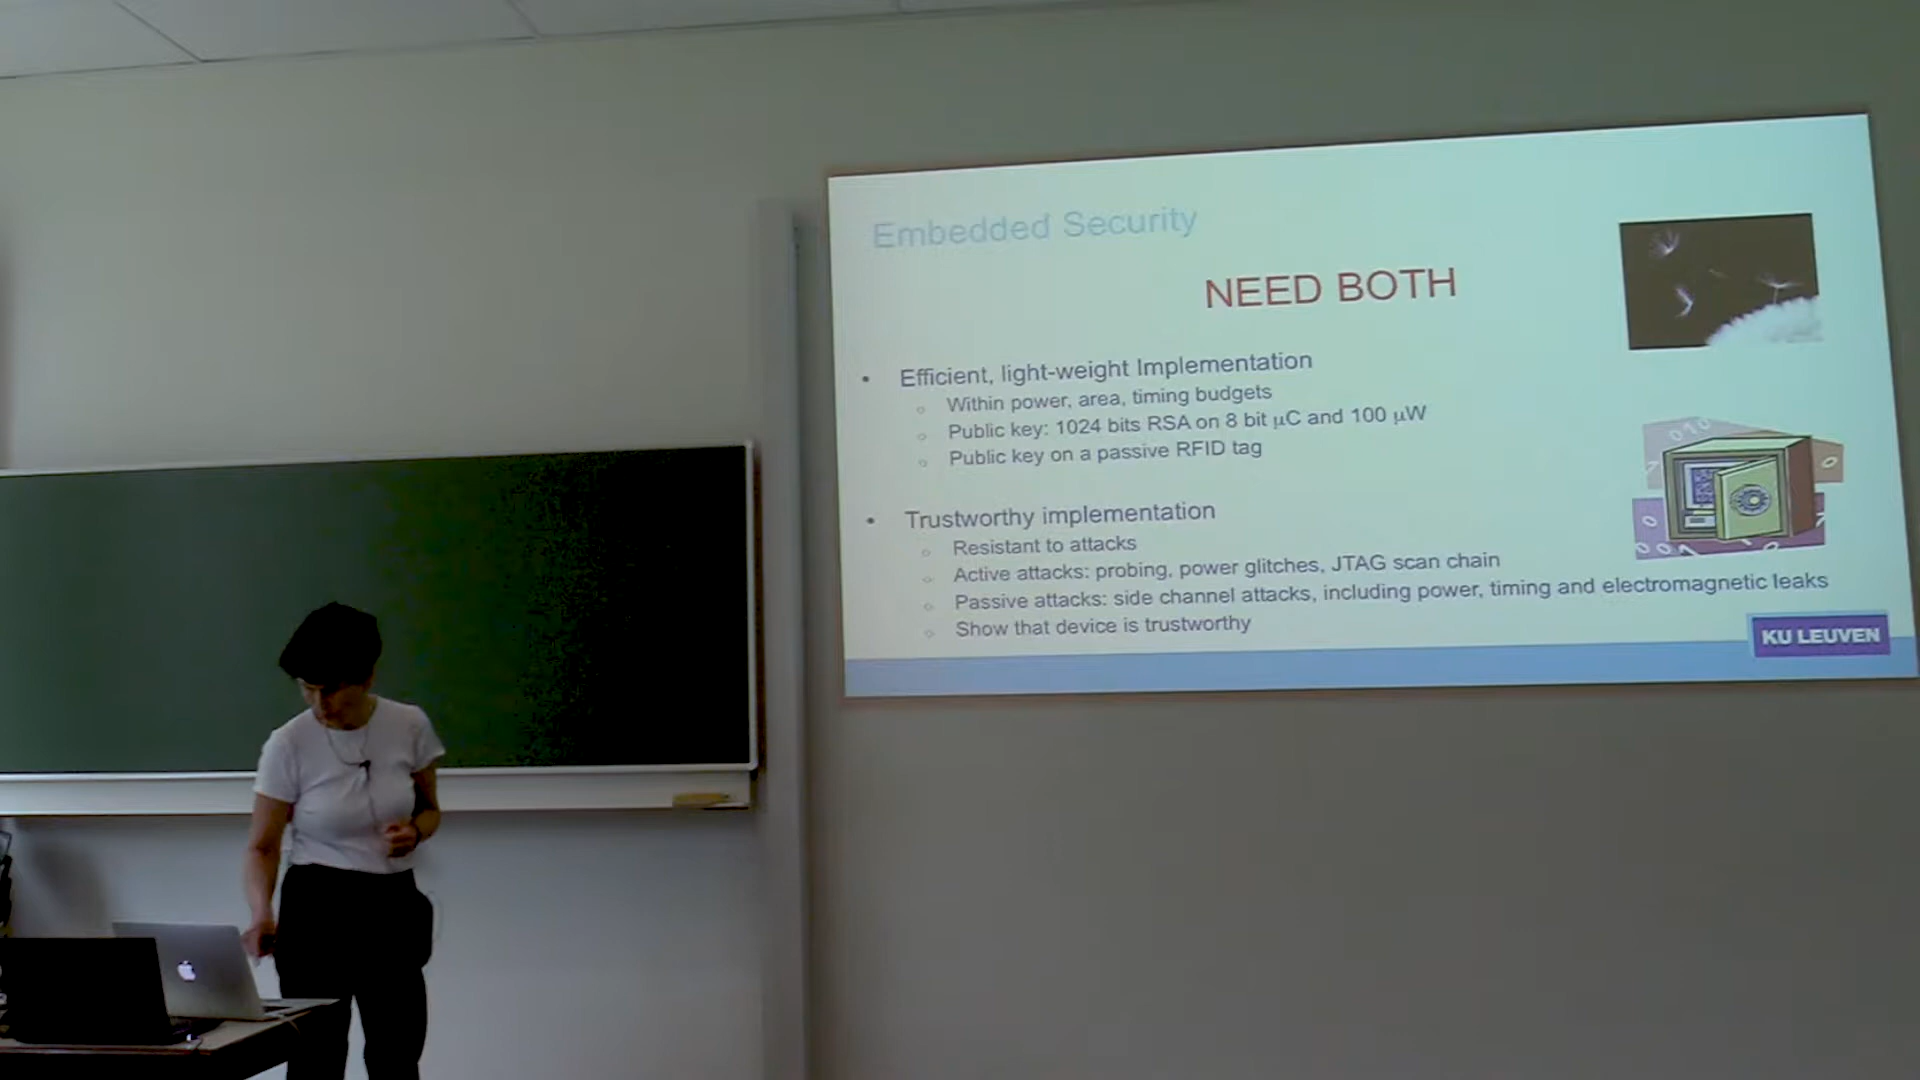 Embedded Security
NEED BOTH
• Efficient, light-weight Implementation
○ Within power, area, timing budgets
○ Public key: 1024 bits RSA on 8 bit μC and 100 μW
○ Public key on a passive RFID tag
• Trustworthy implementation
○ Resistant to attacks
○ Active attacks: probing, power glitches, JTAG scan chain
○ Passive attacks: side channel attacks, including power, timing and electromagnetic leaks
○ Show that device is trustworthy
KU LEUVEN